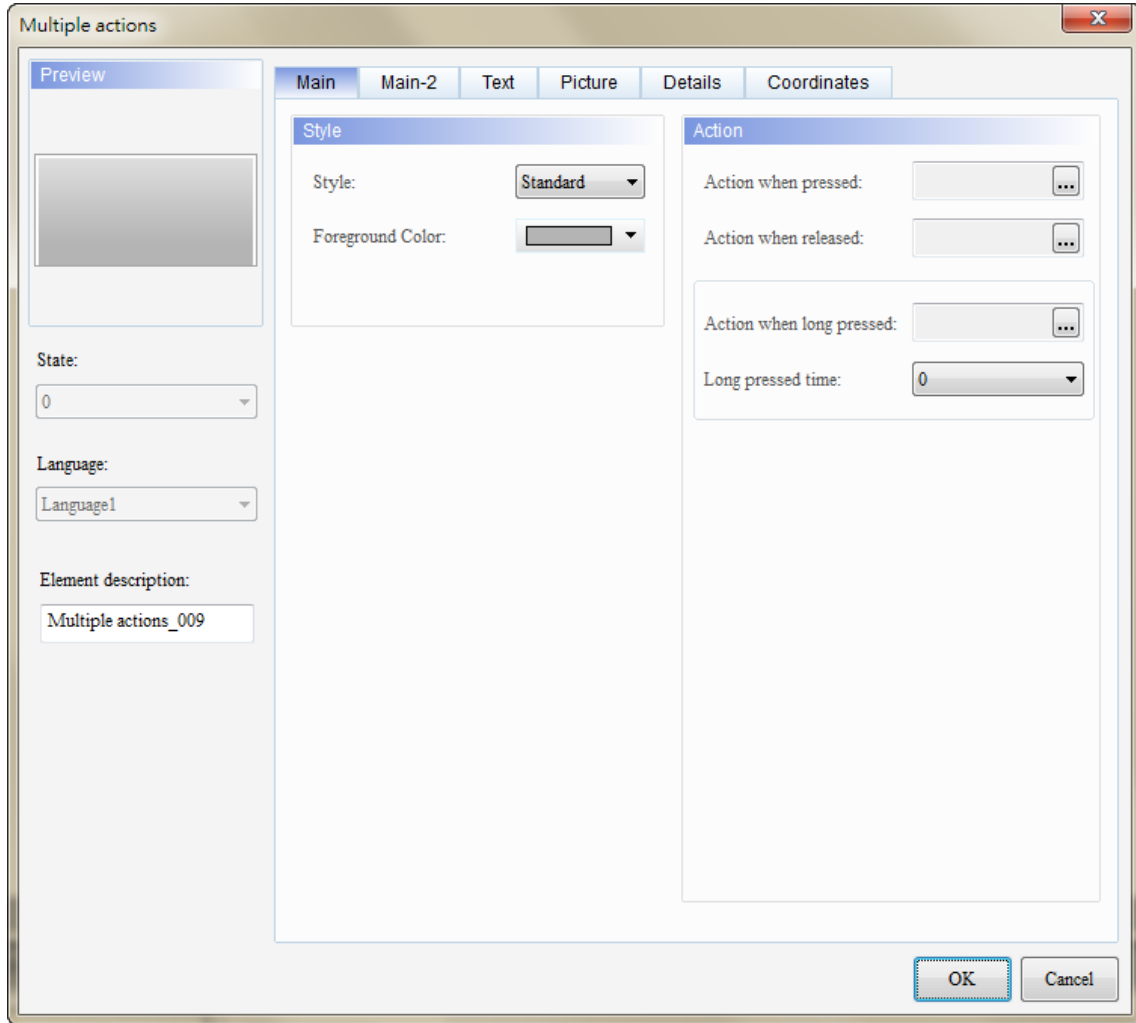 Multiple actions
Preview
Main Main-2 Text Picture Details Coordinates
Style
Style: Standard
Foreground Color:
Action
Action when pressed: ...
Action when released: ...
Action when long pressed: ...
Long pressed time: 0
State:
0
Language:
Language1
Element description:
Multiple actions_009
OK Cancel